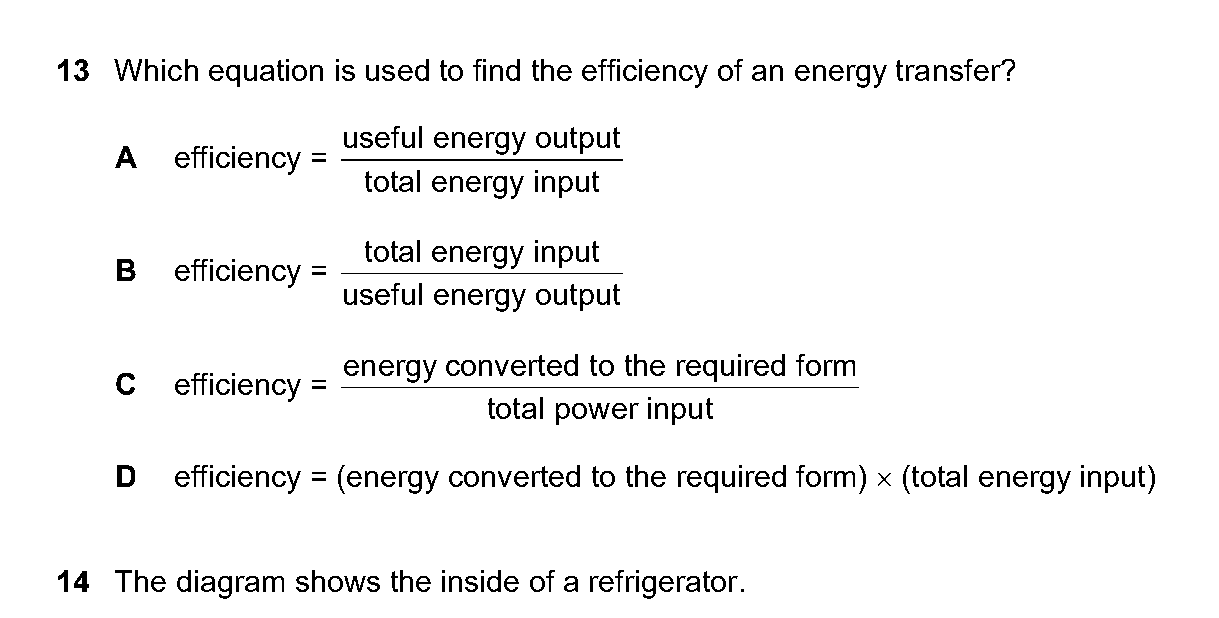 13 Which equation is used to find the efficiency of an energy transfer?
A efficiency = useful energy output / total energy input
B efficiency = total energy input / useful energy output
C efficiency = energy converted to the required form / total power input
D efficiency = (energy converted to the required form) × (total energy input)
14 The diagram shows the inside of a refrigerator.